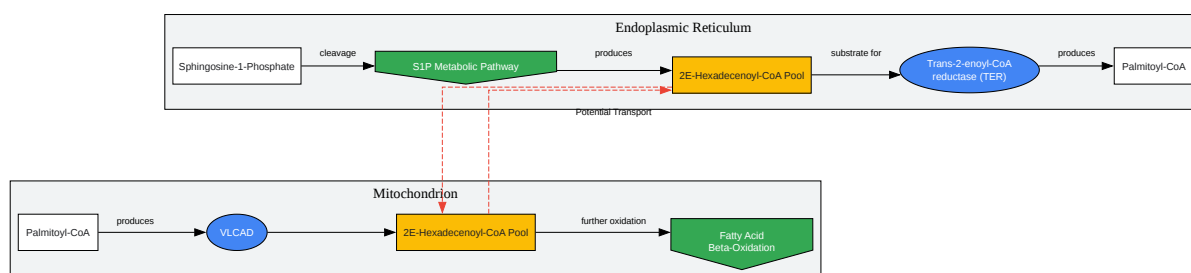 Endoplasmic Reticulum
Sphingosine-1-Phosphate
cleavage
S1P Metabolic Pathway
produces
2E-Hexadecenoyl-CoA Pool
substrate for
Trans-2-enoyl-CoA
reductase (TER)
produces
Palmitoyl-CoA
Potential Transport
Mitochondrion
Palmitoyl-CoA
produces
VLCAD
2E-Hexadecenoyl-CoA Pool
further oxidation
Fatty Acid
Beta-Oxidation